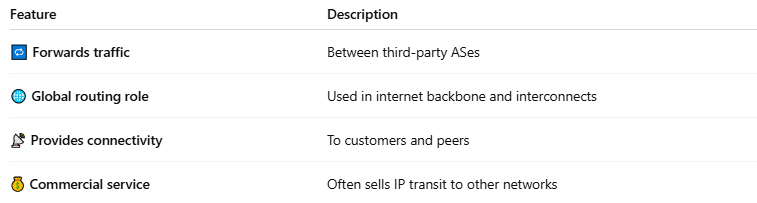 Feature Description
Forwards traffic Between third-party ASes
Global routing role Used in internet backbone and interconnects
Provides connectivity To customers and peers
Commercial service Often sells IP transit to other networks